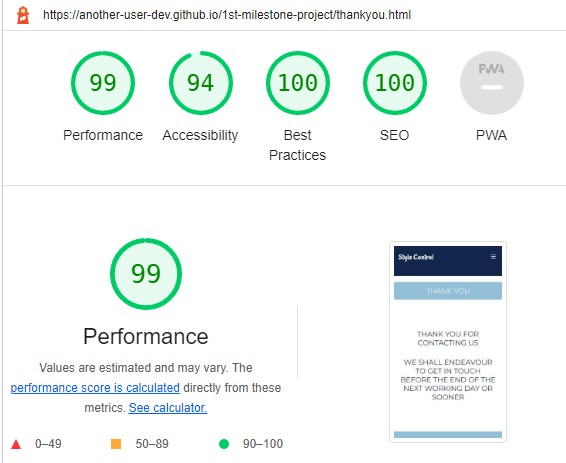 https://another-user-dev.github.io/1st-milestone-project/thankyou.html
99
94
100
100
PWA
Performance
Accessibility
Best
Practices
SEO
PWA
99
Performance
Values are estimated and may vary. The
performance score is calculated directly from these
metrics. See calculator.
0–49
50–89
90–100
Style Control
THANK YOU
THANK YOU FOR
CONTACTING US
WE SHALL ENDEAVOUR
TO GET IN TOUCH
BEFORE THE END OF THE
NEXT WORKING DAY OR
SOONER